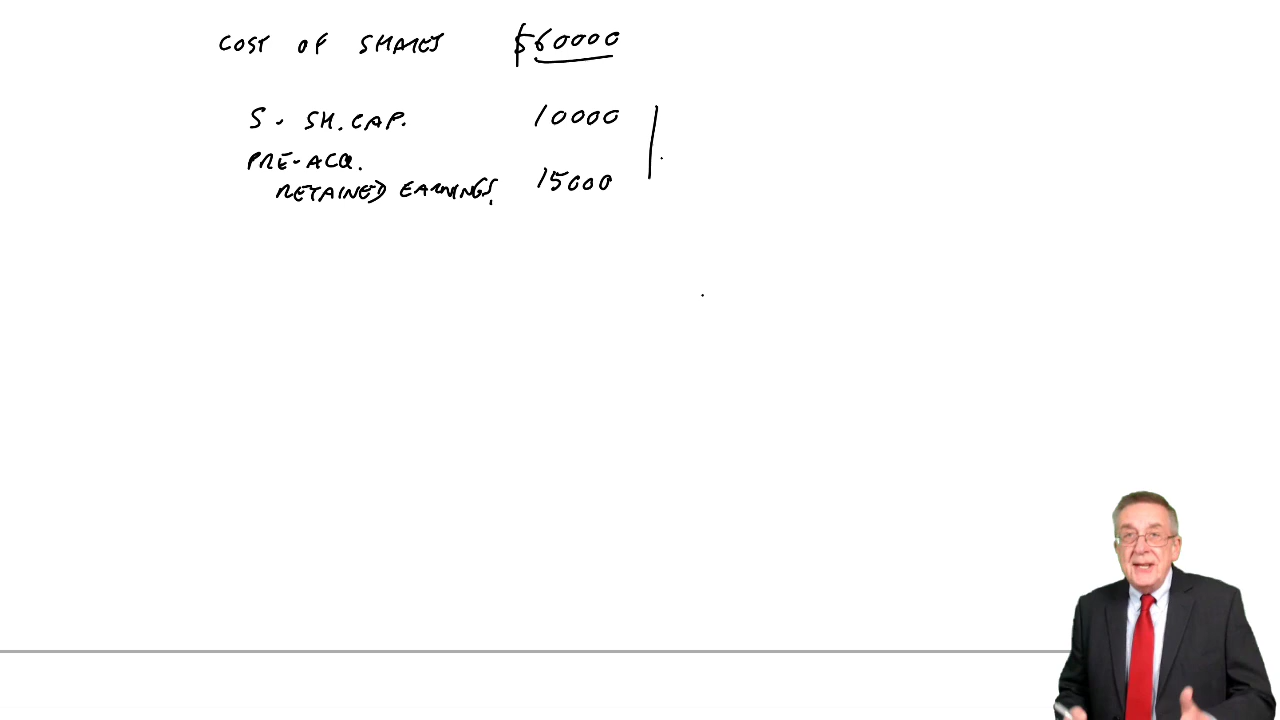 COST OF SHARES $60000
S. SH. CAP. 10000
PRE-ACQ.
RETAINED EARNINGS. 15000